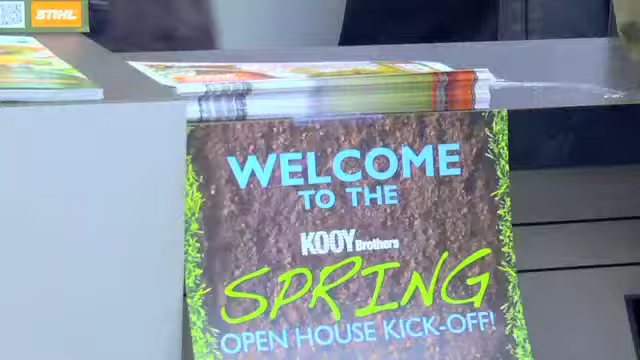 STIHL
WELCOME
TO THE
KOOY Brothers
SPRING
OPEN HOUSE KICK-OFF!